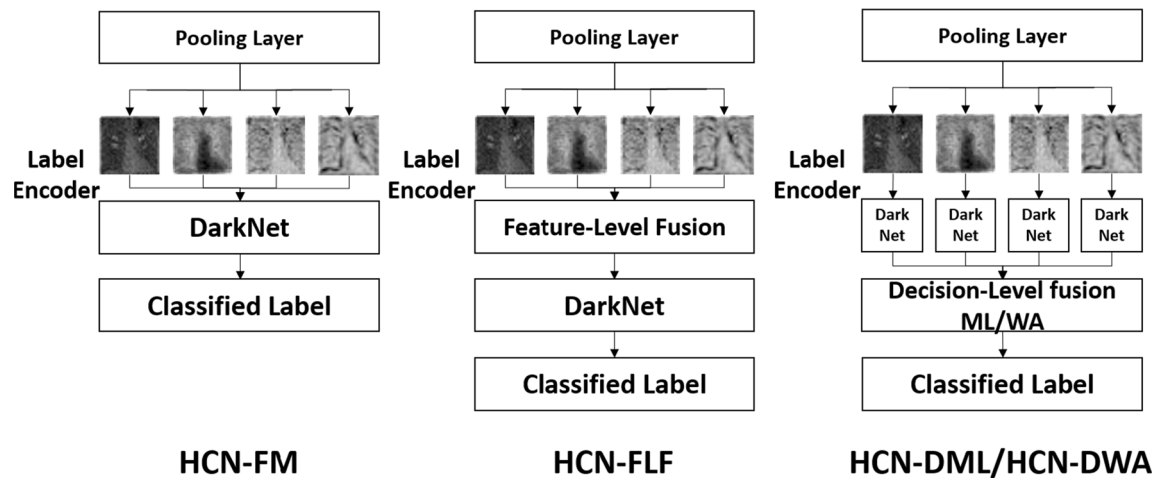 Pooling Layer
Label
Encoder
DarkNet
Classified Label
HCN-FM
Pooling Layer
Label
Encoder
Feature-Level Fusion
DarkNet
Classified Label
HCN-FLF
Pooling Layer
Label
Encoder
Dark
Net
Dark
Net
Dark
Net
Dark
Net
Decision-Level fusion
ML/WA
Classified Label
HCN-DML/HCN-DWA